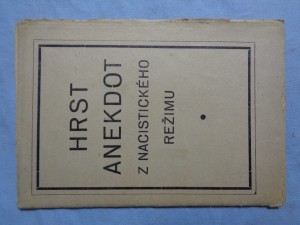 HRST
ANEKDOT
Z NACISTICKÉHO
REŽIMU